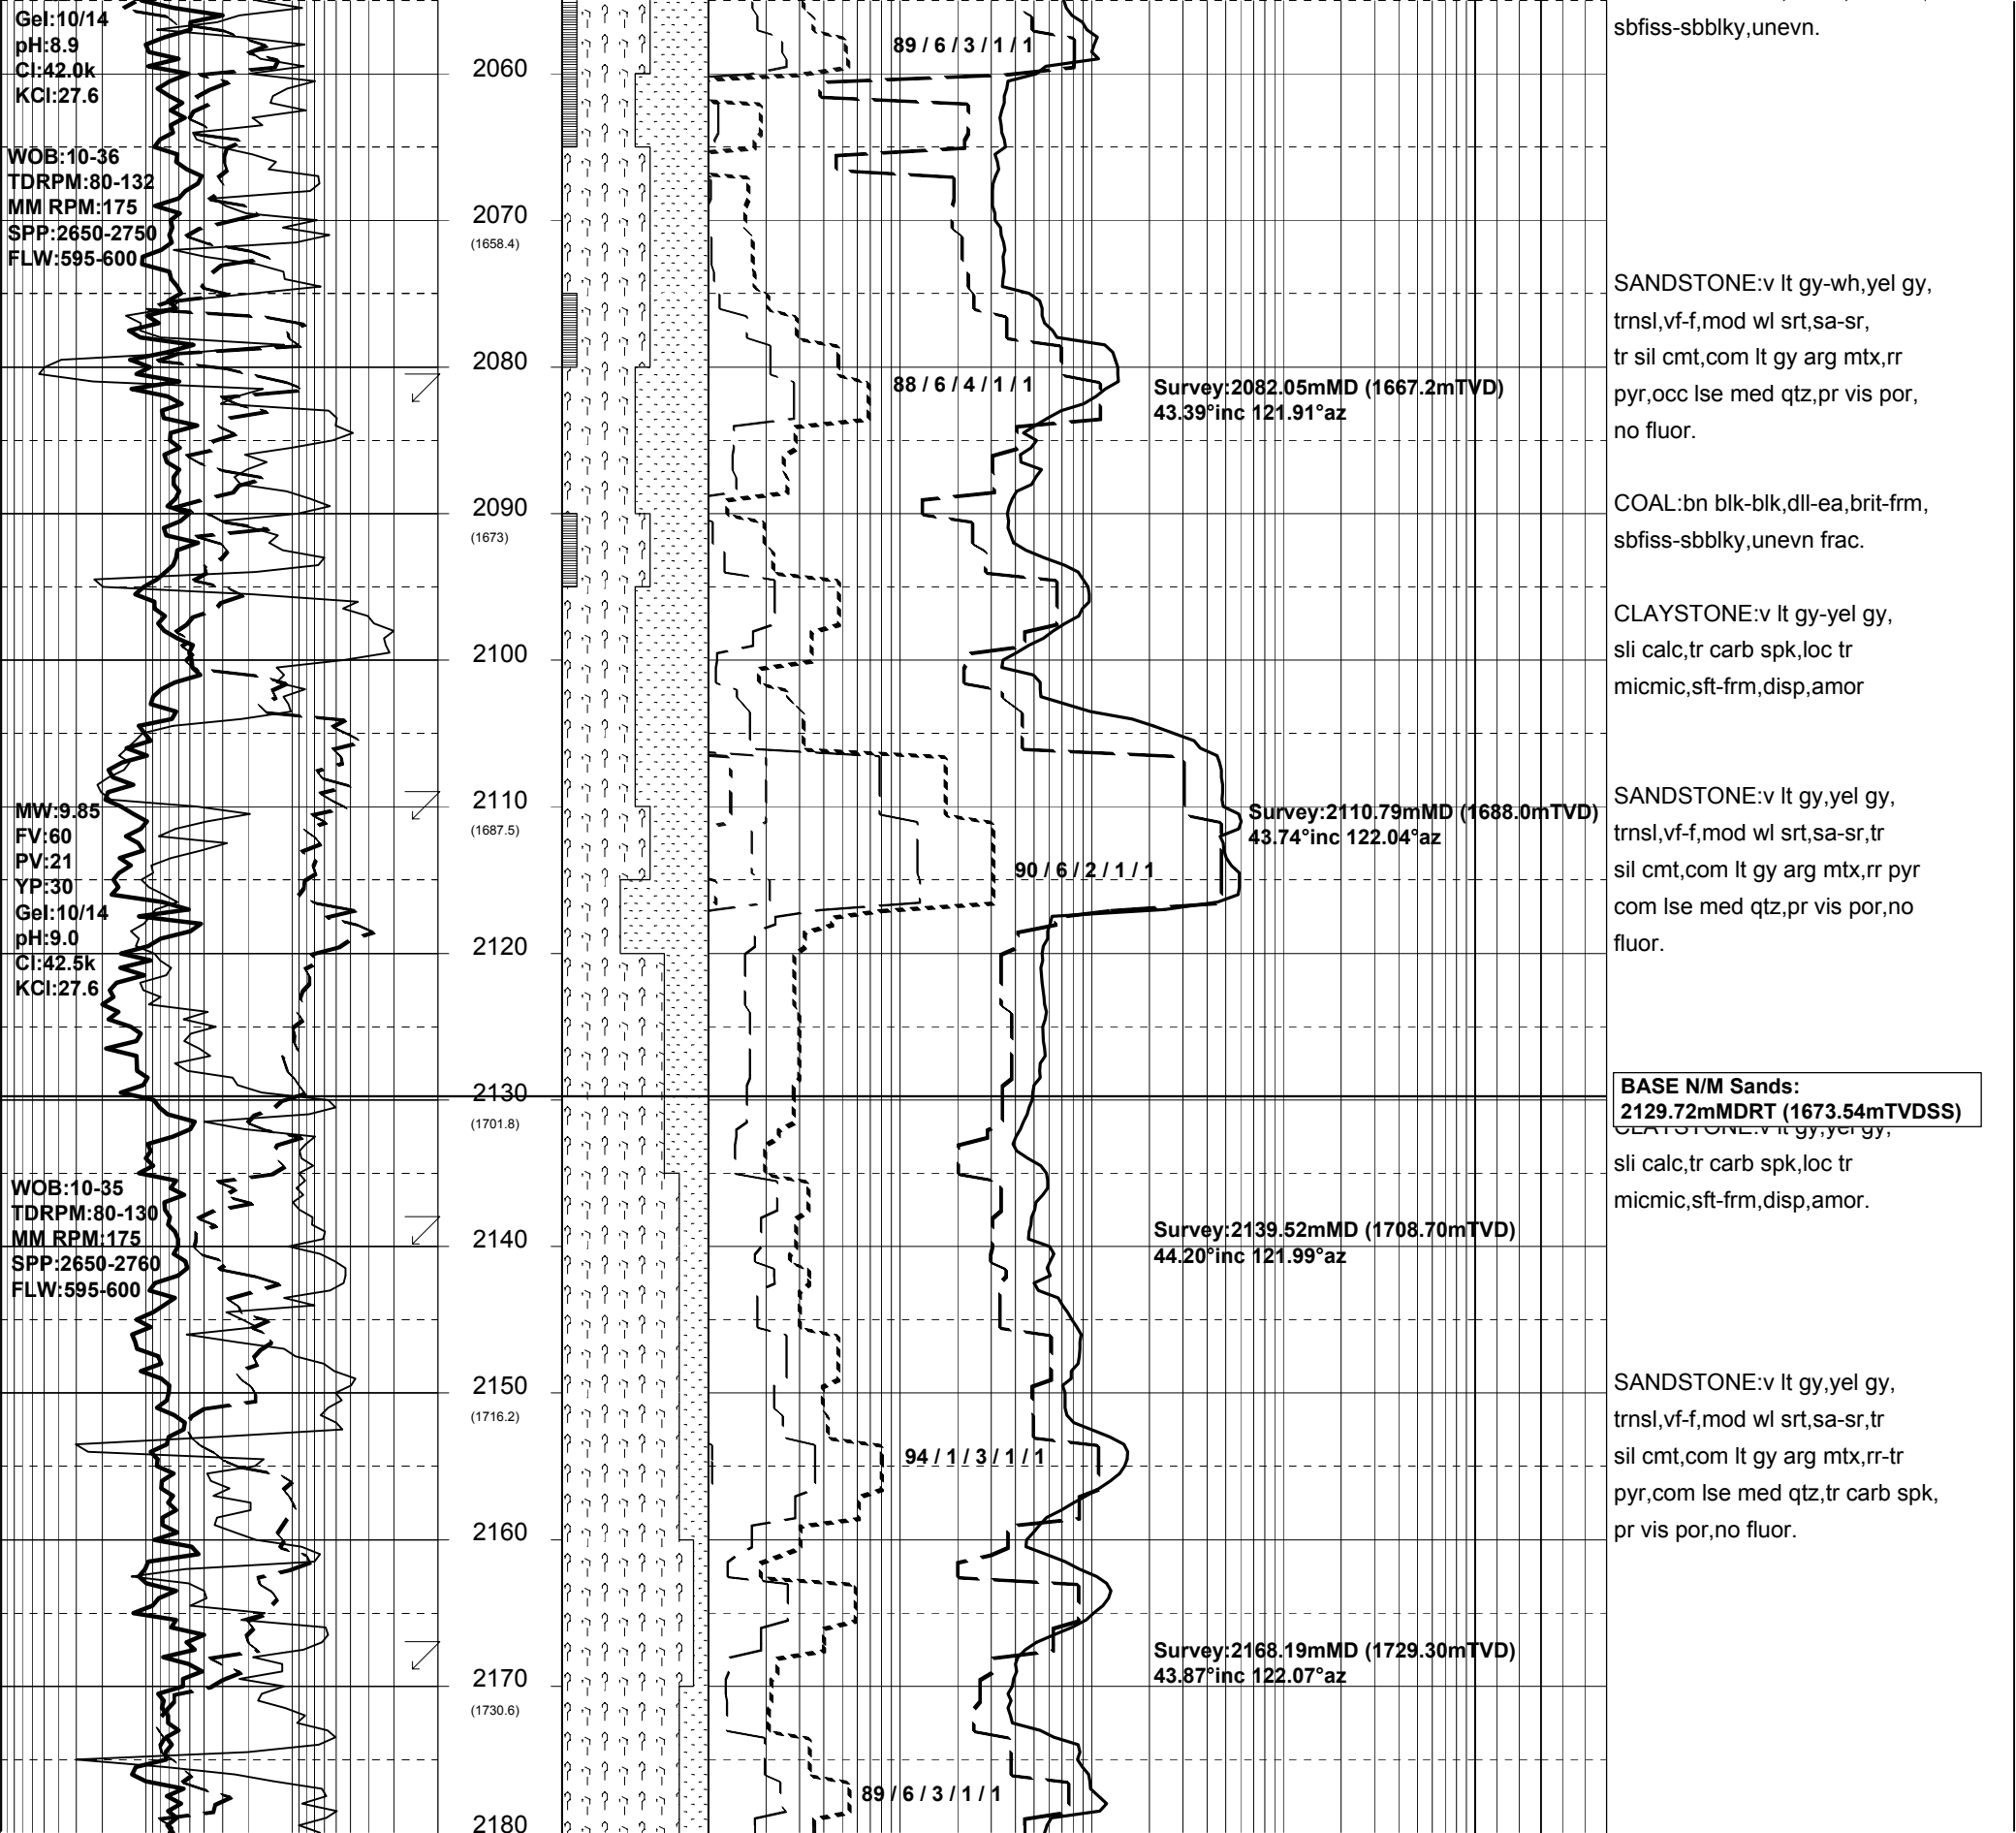 Gel:10/14
pH:8.9
Cl:42.0k
KCl:27.6
WOB:10-36
TDRPM:80-132
MM RPM:175
SPP:2650-2750
FLW:595-600
MW:9.85
FV:60
PV:21
YP:30
Gel:10/14
pH:9.0
Cl:42.5k
KCl:27.6
WOB:10-35
TDRPM:80-130
MM RPM:175
SPP:2650-2760
FLW:595-600
2060
2070
(1658.4)
2080
2090
(1673)
2100
2110
(1687.5)
2120
2130
(1701.8)
2140
2150
(1716.2)
2160
2170
(1730.6)
2180
89 / 6 / 3 / 1 / 1
88 / 6 / 4 / 1 / 1
Survey:2082.05mMD (1667.2mTVD)
43.39°inc 121.91°az
Survey:2110.79mMD (1688.0mTVD)
43.74°inc 122.04°az
90 / 6 / 2 / 1 / 1
Survey:2139.52mMD (1708.70mTVD)
44.20°inc 121.99°az
94 / 1 / 3 / 1 / 1
Survey:2168.19mMD (1729.30mTVD)
43.87°inc 122.07°az
89 / 6 / 3 / 1 / 1
sbfiss-sbblky,unevn.
SANDSTONE:v lt gy-wh,yel gy,
trnsl,vf-f,mod wl srt,sa-sr,
tr sil cmt,com lt gy arg mtx,rr
pyr,occ lse med qtz,pr vis por,
no fluor.
COAL:bn blk-blk,dll-ea,brit-frm,
sbfiss-sbblky,unevn frac.
CLAYSTONE:v lt gy-yel gy,
sli calc,tr carb spk,loc tr
micmic,sft-frm,disp,amor
SANDSTONE:v lt gy,yel gy,
trnsl,vf-f,mod wl srt,sa-sr,tr
sil cmt,com lt gy arg mtx,rr pyr
com lse med qtz,pr vis por,no
fluor.
BASE N/M Sands:
2129.72mMDRT (1673.54mTVDSS)
CLAYSTONE:v lt gy,yel gy,
sli calc,tr carb spk,loc tr
micmic,sft-frm,disp,amor.
SANDSTONE:v lt gy,yel gy,
trnsl,vf-f,mod wl srt,sa-sr,tr
sil cmt,com lt gy arg mtx,rr-tr
pyr,com lse med qtz,tr carb spk,
pr vis por,no fluor.